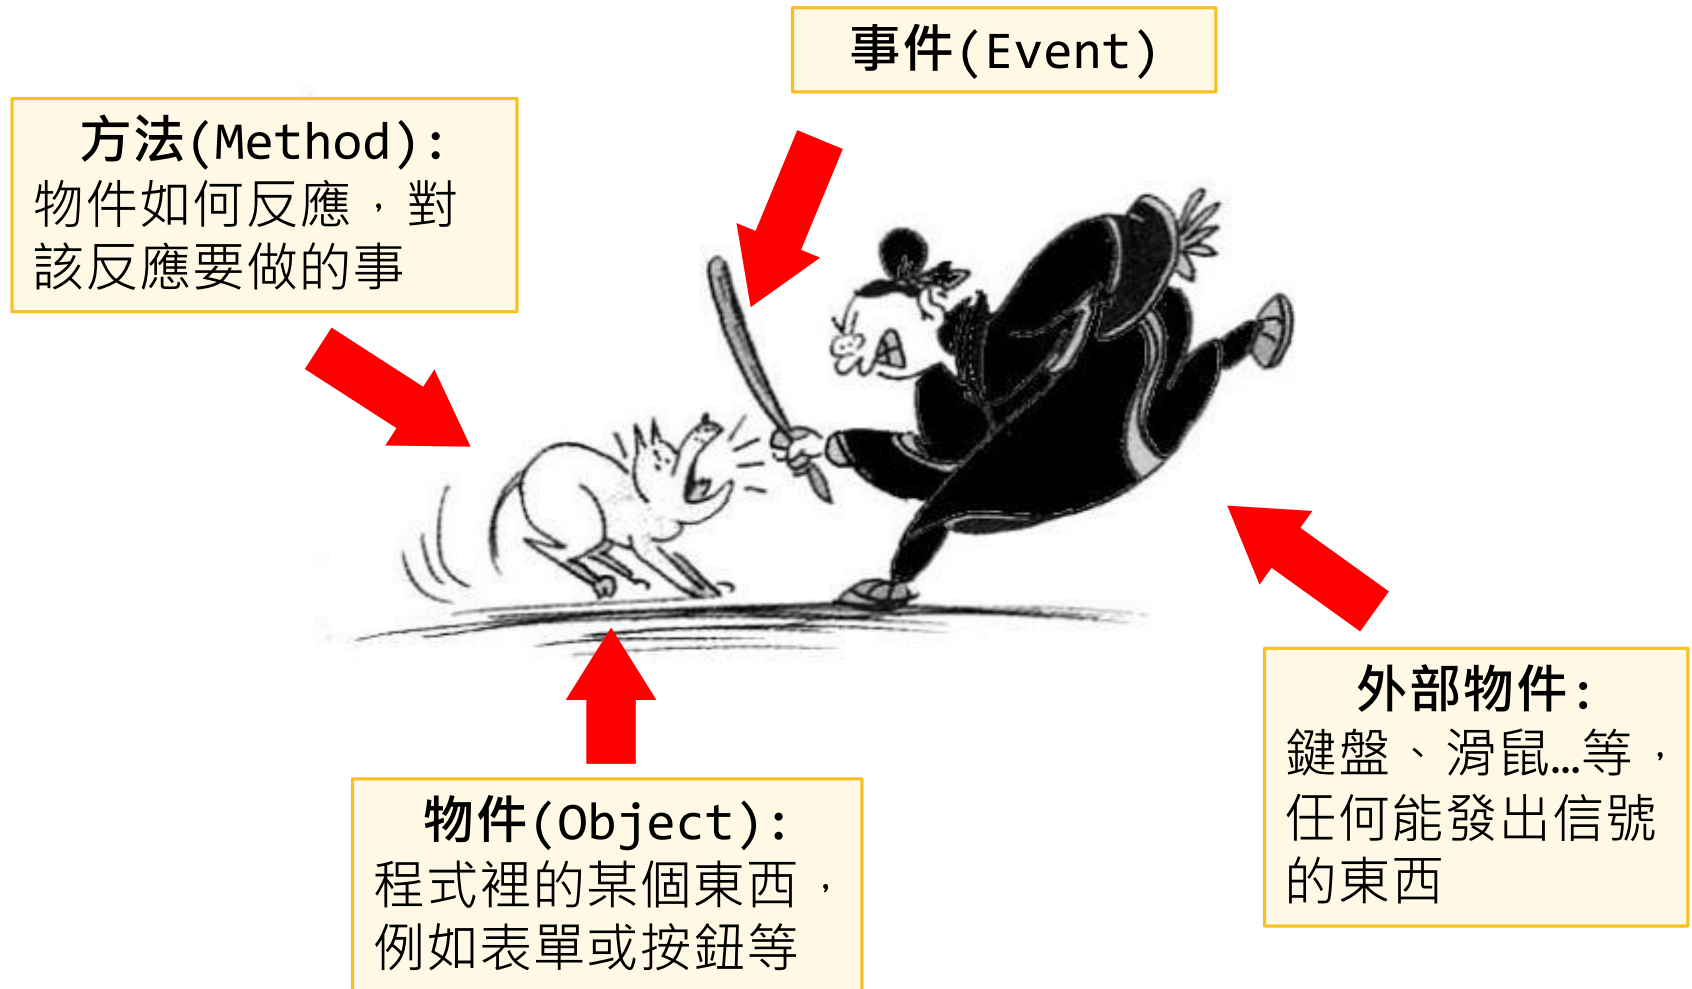 事件(Event)
方法(Method):
物件如何反應，對
該反應要做的事
外部物件:
鍵盤、滑鼠…等，
任何能發出信號
的東西
物件(Object):
程式裡的某個東西，
例如表單或按鈕等